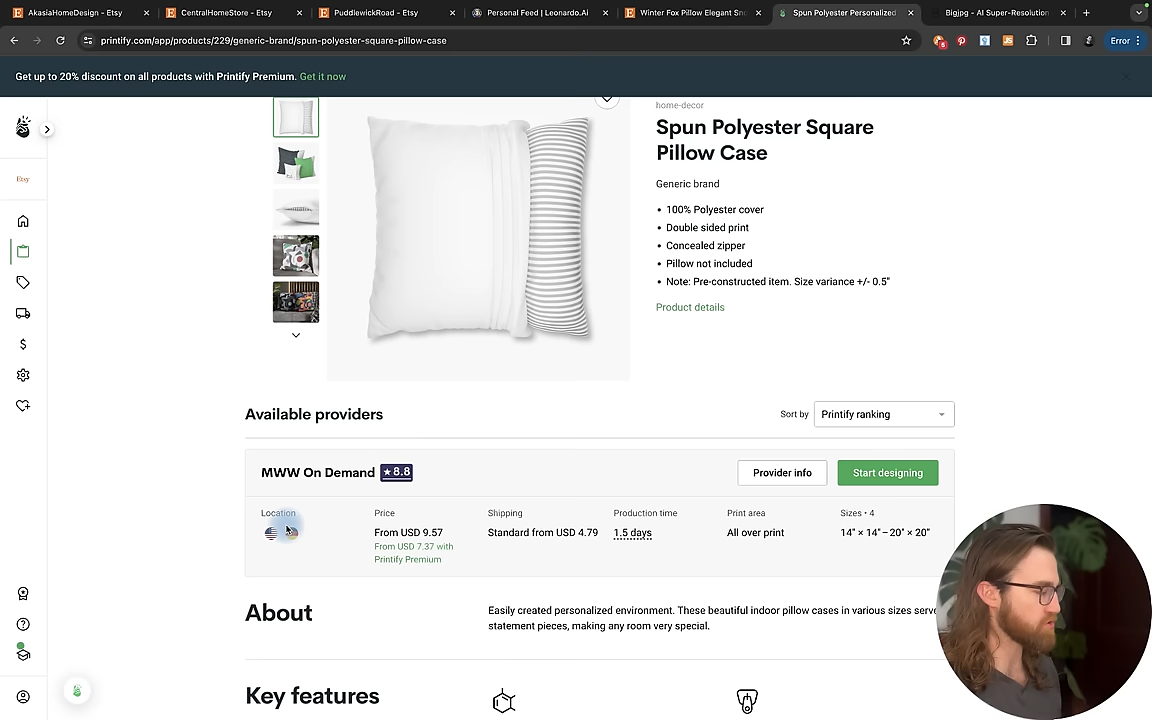 AkasiaHomeDesign - Etsy
CentralHomeStore - Etsy
PuddlewickRoad - Etsy
Personal Feed | Leonardo.Ai
Winter Fox Pillow Elegant Sno
Spun Polyester Personalized
Bigjpg - AI Super-Resolution
printify.com/app/products/229/generic-brand/spun-polyester-square-pillow-case
Error
Get up to 20% discount on all products with Printify Premium. Get it now
home-decor
Spun Polyester Square
Pillow Case
Generic brand
• 100% Polyester cover
• Double sided print
• Concealed zipper
• Pillow not included
• Note: Pre-constructed item. Size variance +/- 0.5"
Product details
Etsy
Available providers
Sort by
Printify ranking
MWW On Demand
8.8
Provider info
Start designing
Location
Price
Shipping
Production time
Print area
Sizes • 4
From USD 9.57
Standard from USD 4.79
1.5 days
All over print
14" × 14" – 20" × 20"
From USD 7.37 with
Printify Premium
About
Easily created personalized environment. These beautiful indoor pillow cases in various sizes serve
statement pieces, making any room very special.
Key features